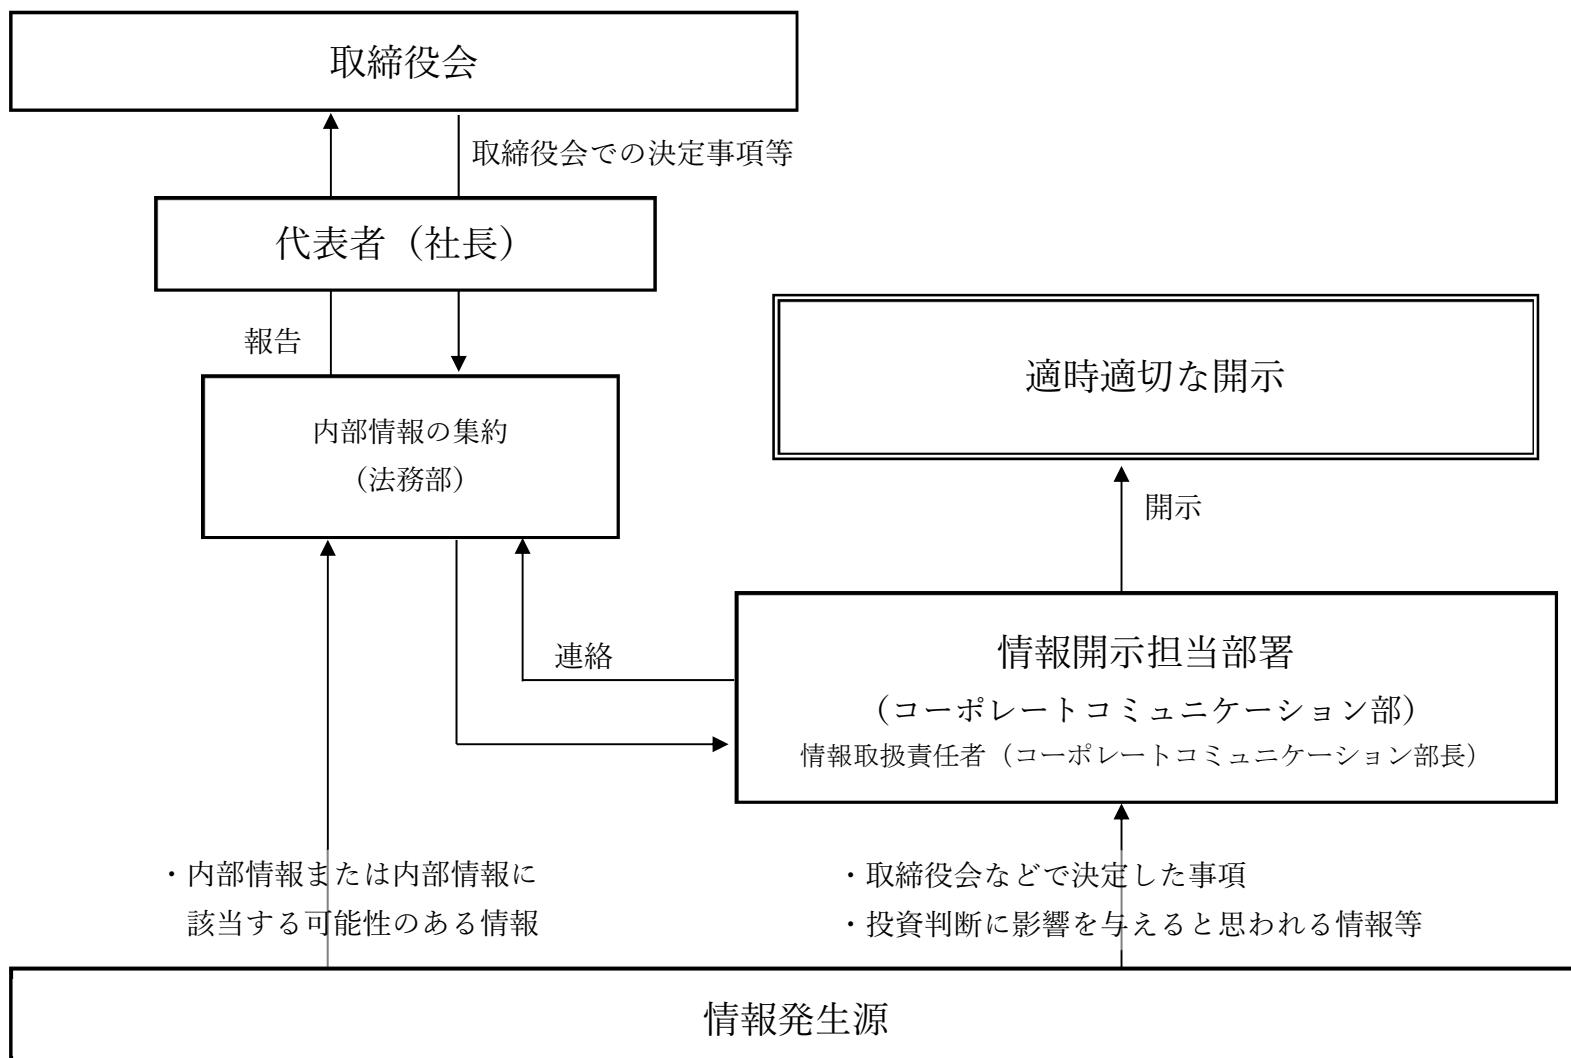 取締役会
取締役会での決定事項等
代表者（社長）
報告
適時適切な開示
内部情報の集約
（法務部）
開示
連絡
情報開示担当部署
（コーポレートコミュニケーション部）
情報取扱責任者（コーポレートコミュニケーション部長）
・内部情報または内部情報に
該当する可能性のある情報
・取締役会などで決定した事項
・投資判断に影響を与えると思われる情報等
情報発生源